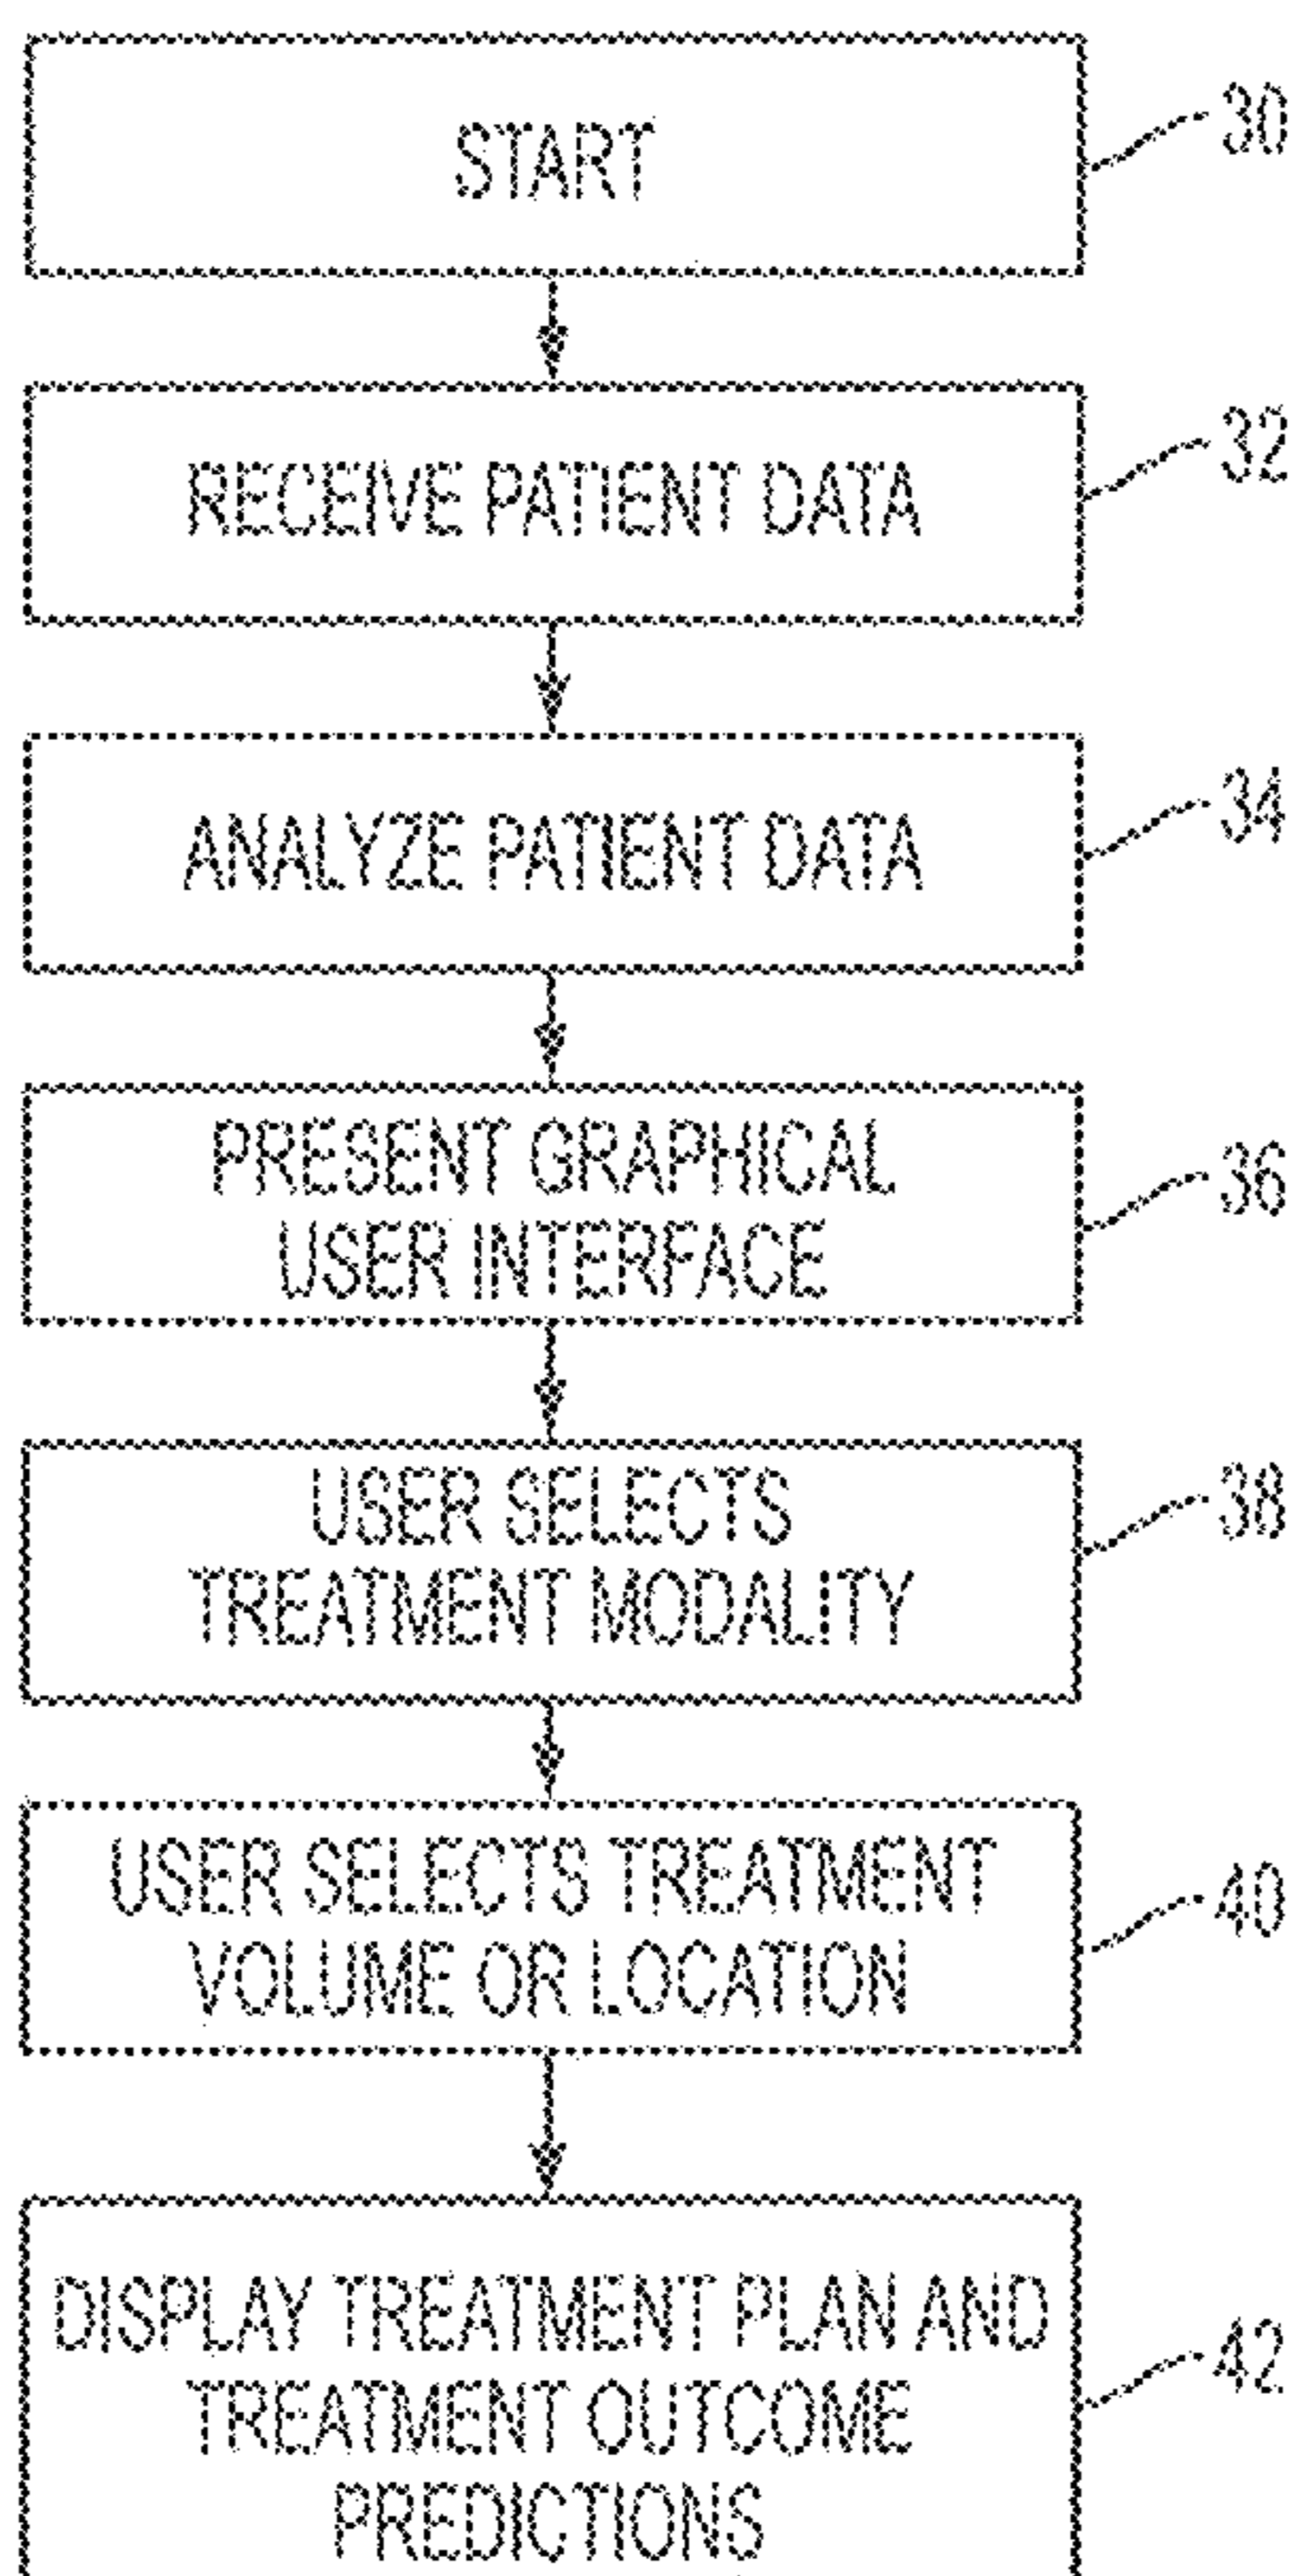 START
30
RECEIVE PATIENT DATA
32
ANALYZE PATIENT DATA
34
PRESENT GRAPHICAL
USER INTERFACE
36
USER SELECTS
TREATMENT MODALITY
38
USER SELECTS TREATMENT
VOLUME OR LOCATION
40
DISPLAY TREATMENT PLAN AND
TREATMENT OUTCOME
PREDICTIONS
42